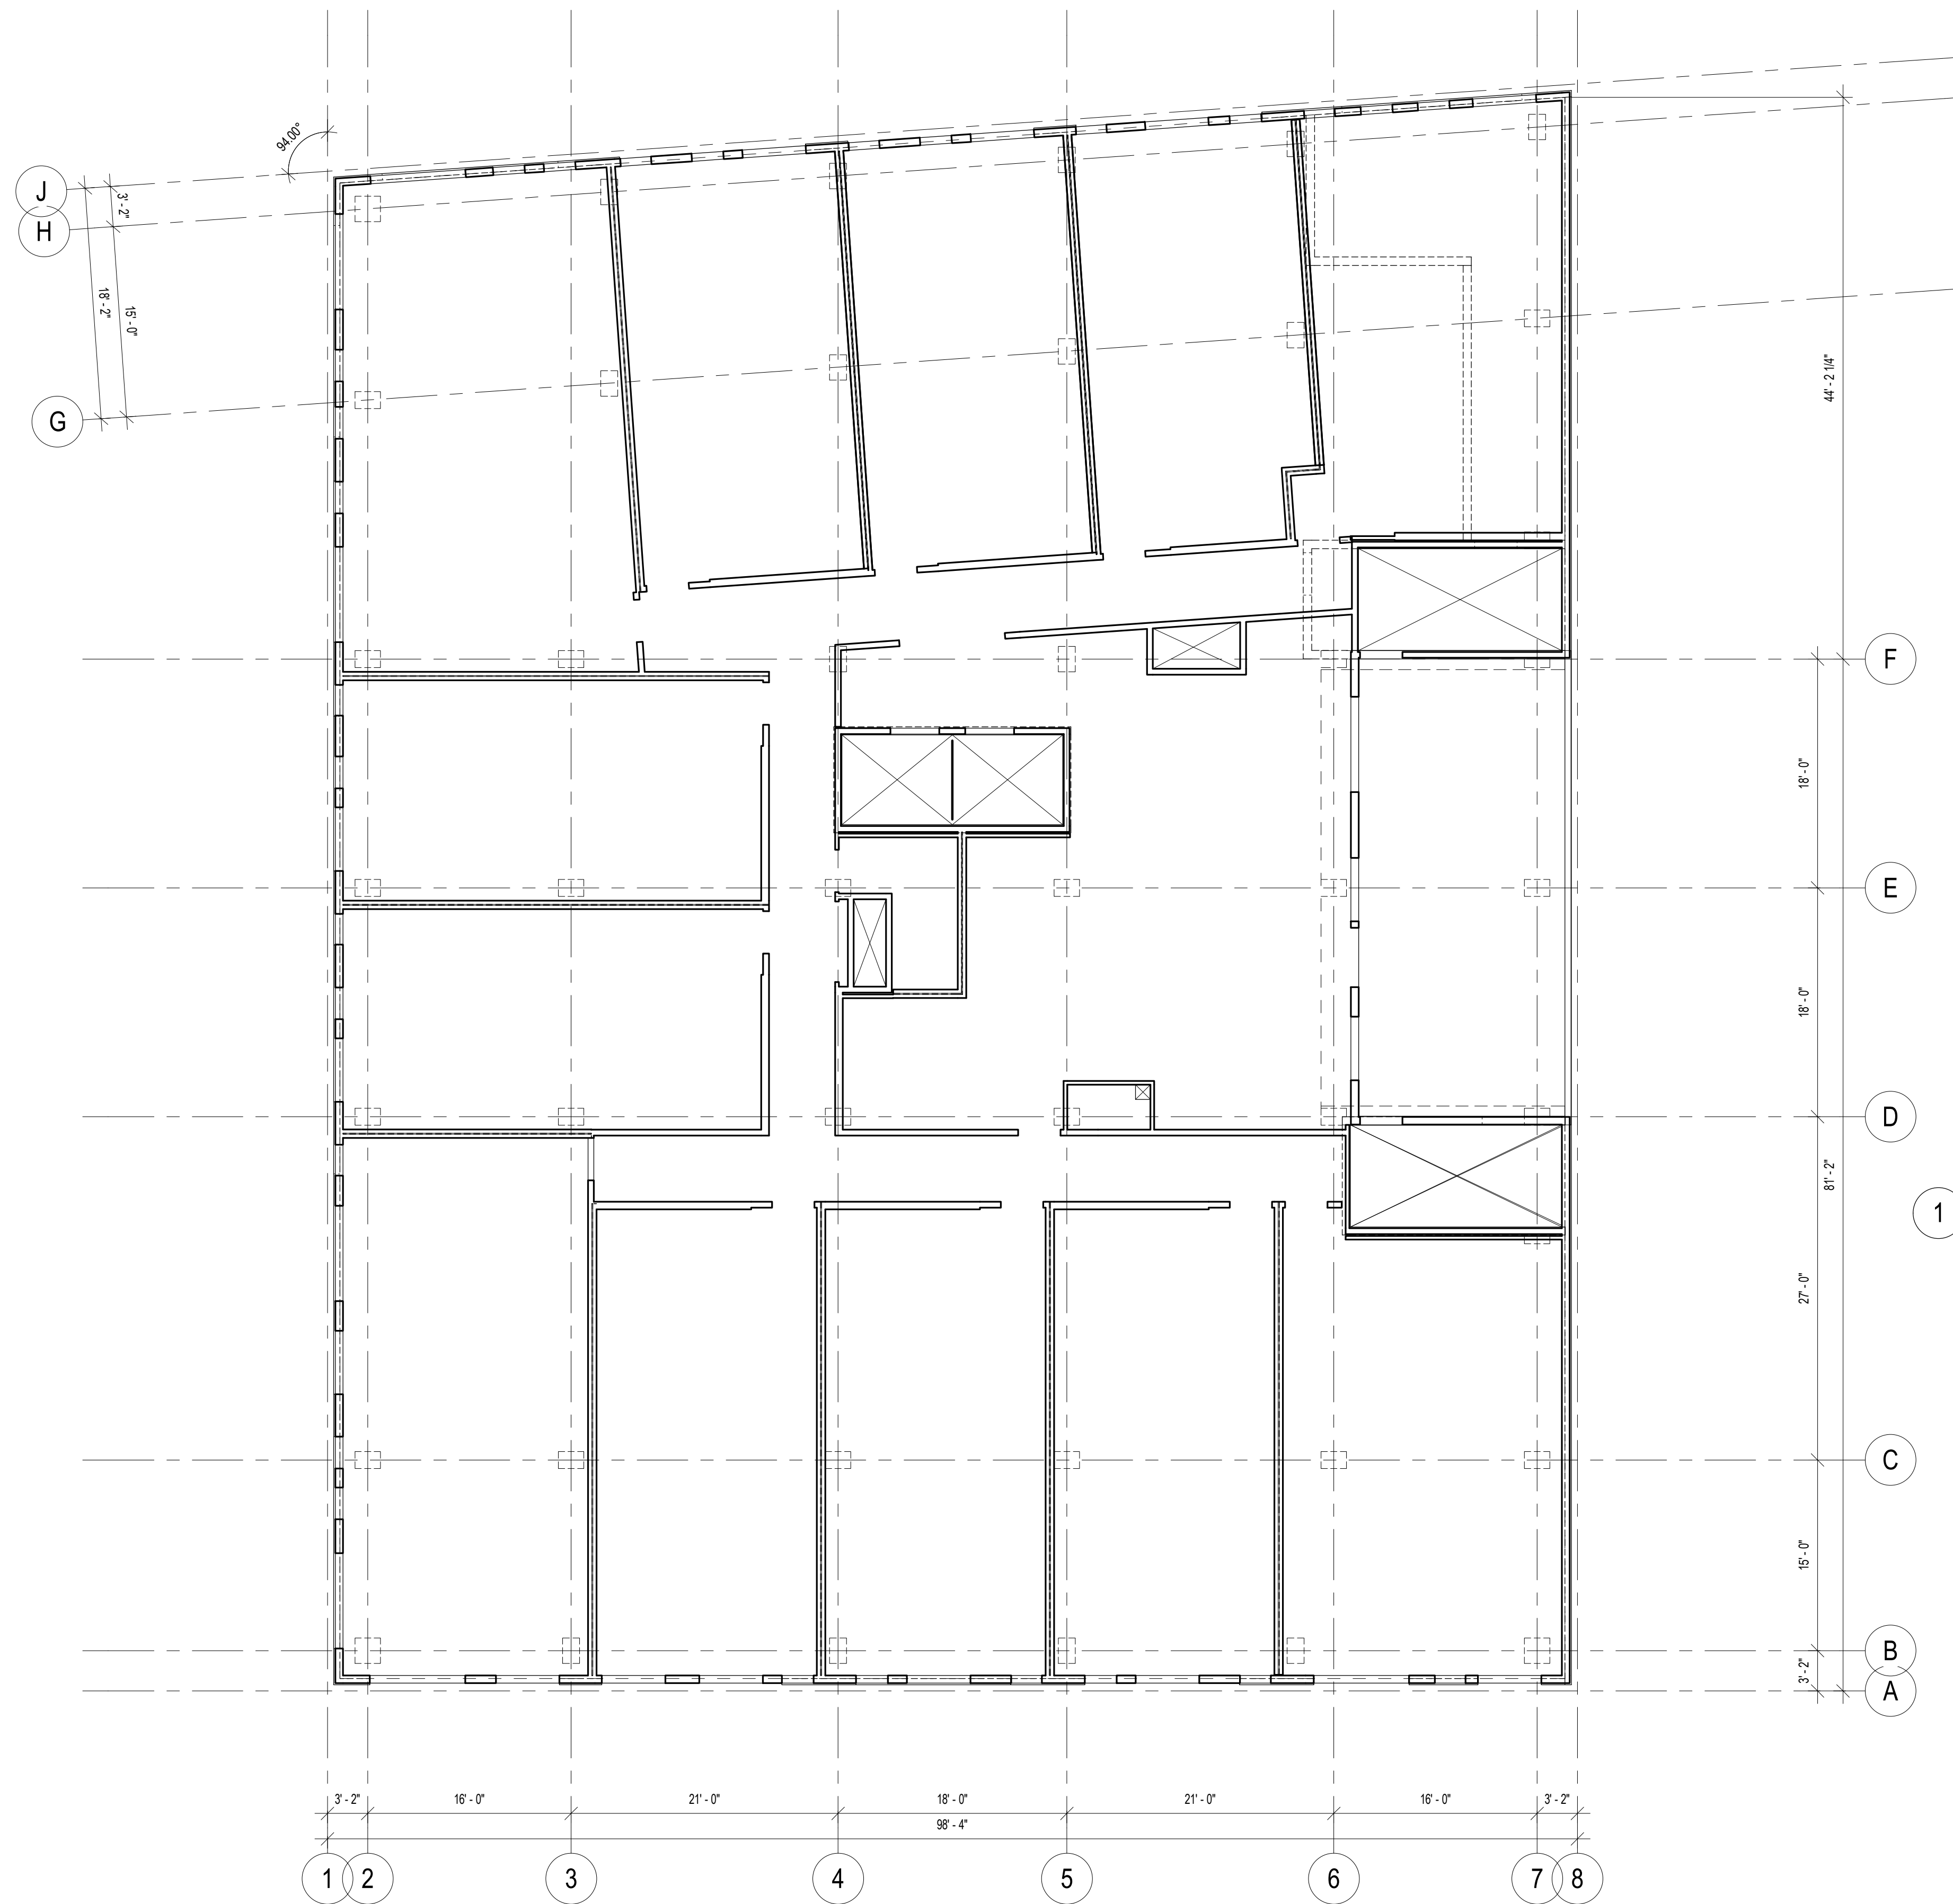 94.00°
J
H
G
3' - 2"
18' - 2"
15' - 0"
44' - 2 1/4"
F
18' - 0"
E
18' - 0"
D
81' - 2"
1
27' - 0"
C
15' - 0"
B
3' - 2"
A
3' - 2" 16' - 0" 21' - 0" 18' - 0" 21' - 0" 16' - 0" 3' - 2"
98' - 4"
1 2 3 4 5 6 7 8